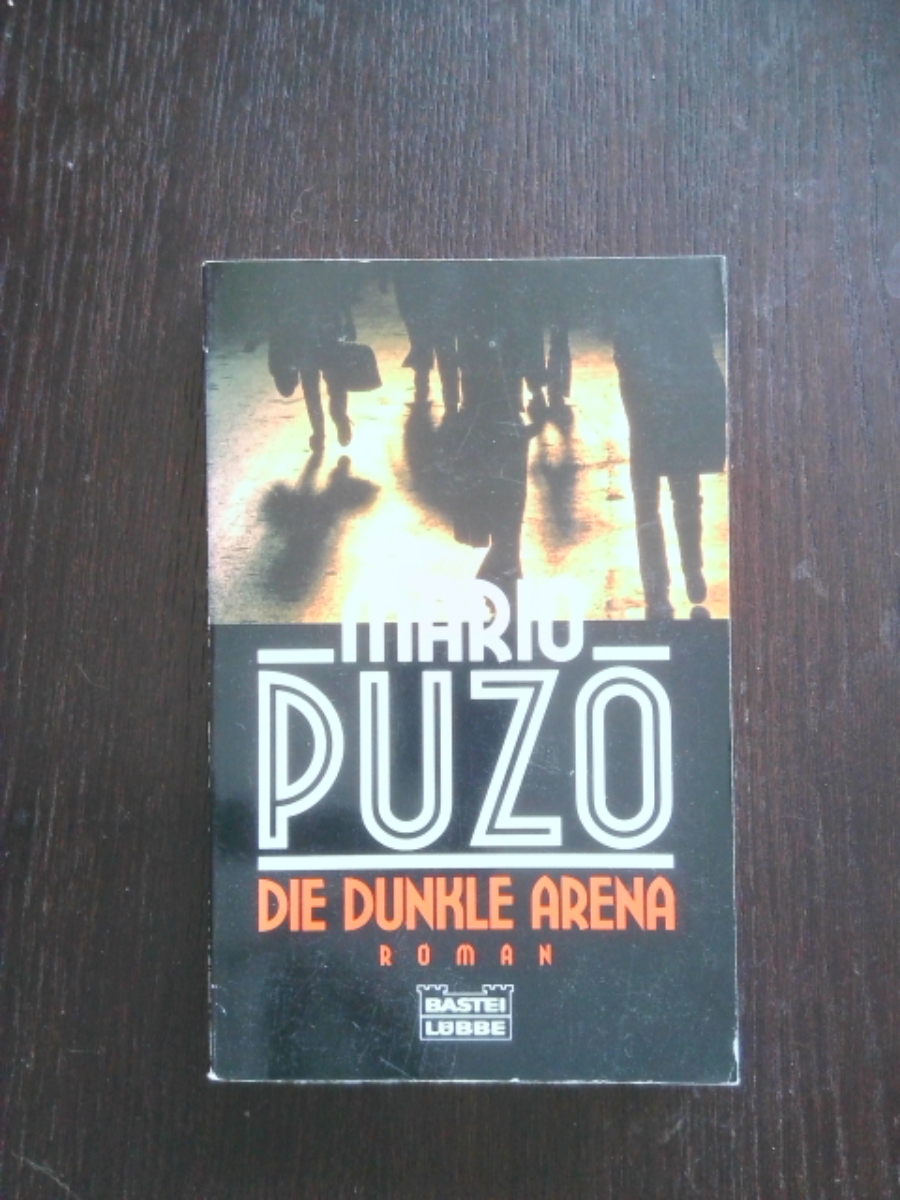 MARIO
PUZO
DIE DUNKLE ARENA
ROMAN
BASTEI
LÜBBE